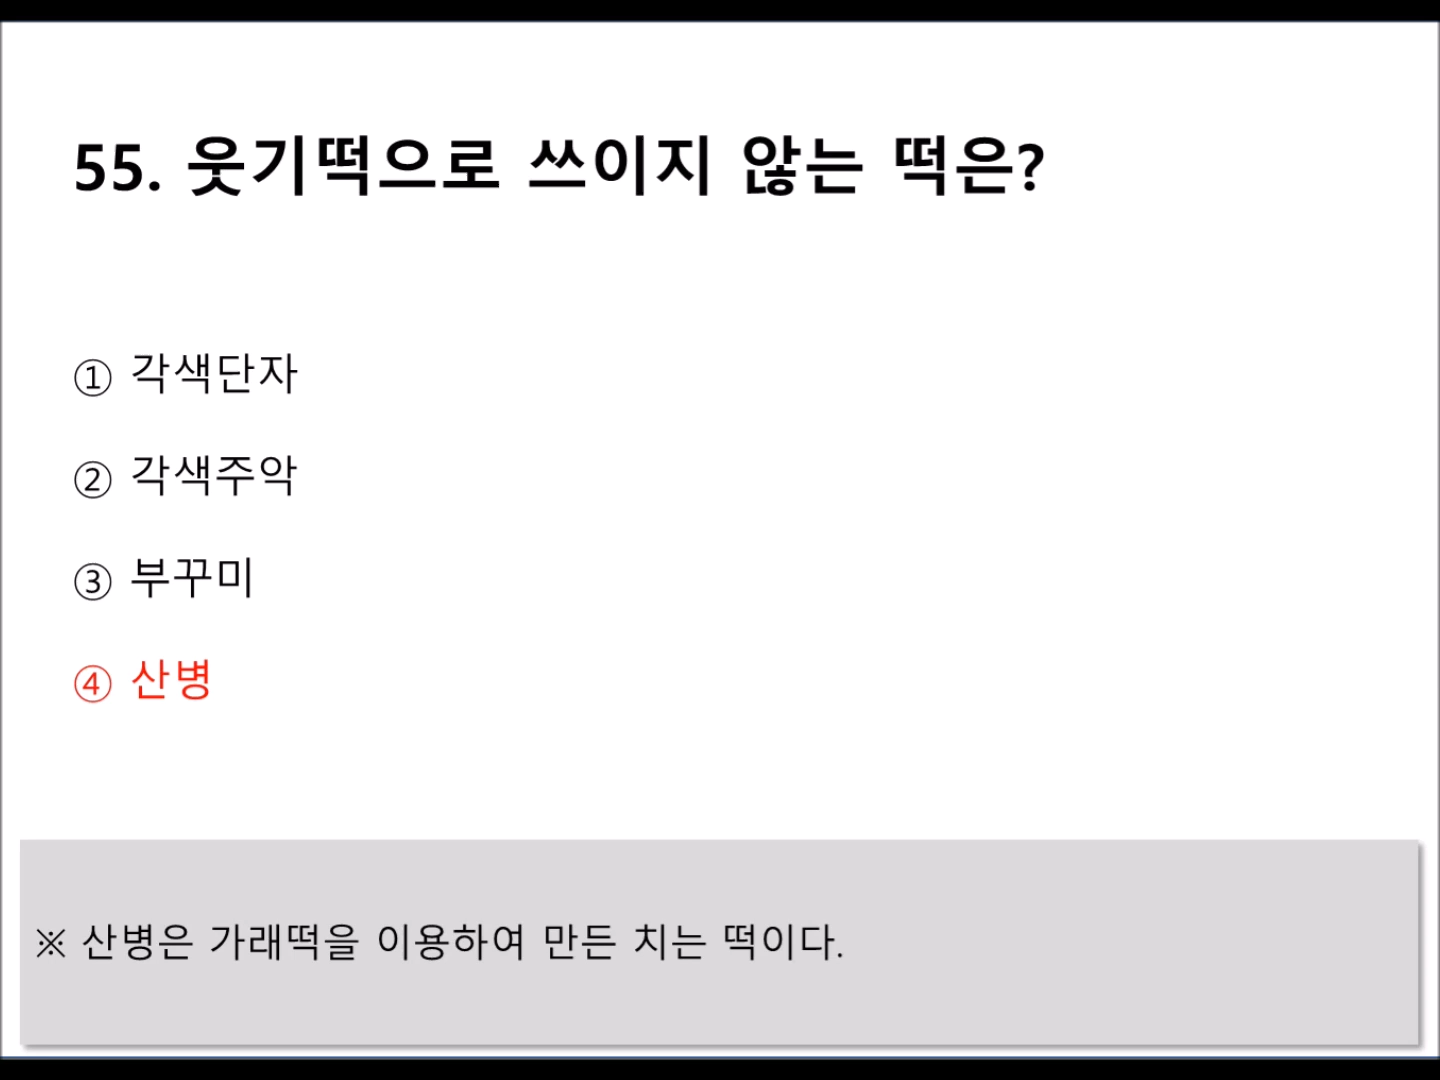 55. 웃기떡으로 쓰이지 않는 떡은?
① 각색단자
② 각색주악
③ 부꾸미
④ 산병
※ 산병은 가래떡을 이용하여 만든 치는 떡이다.